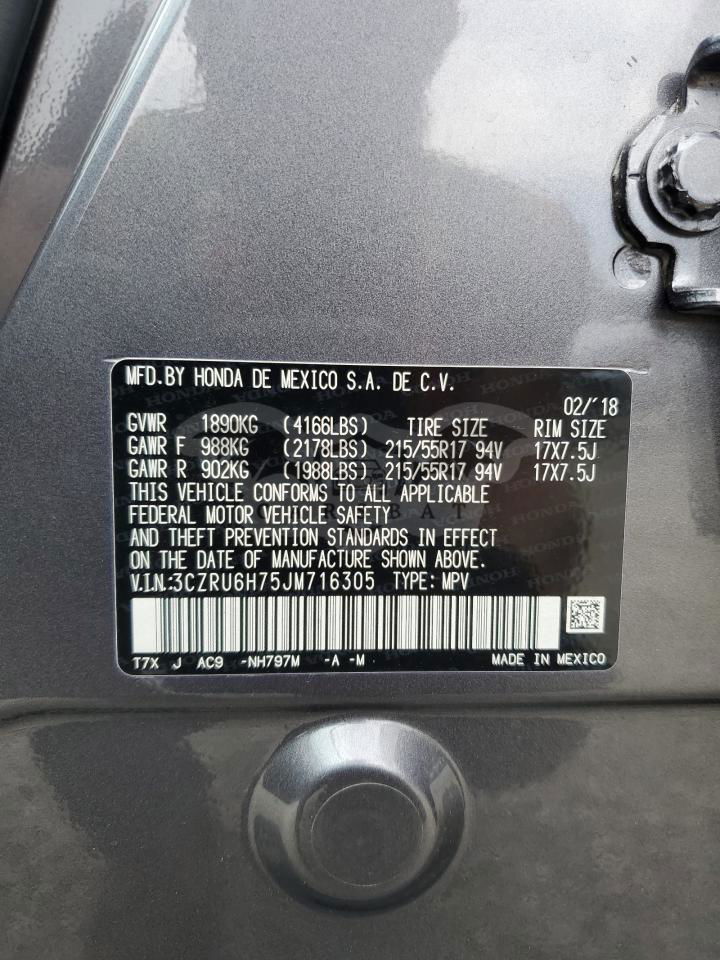 MFD.BY HONDA DE MEXICO S.A. DE C.V.
02/'18
GVWR 1890KG (4166LBS) TIRE SIZE RIM SIZE
GAWR F 988KG (2178LBS) 215/55R17 94V 17X7.5J
GAWR R 902KG (1988LBS) 215/55R17 94V 17X7.5J
THIS VEHICLE CONFORMS TO ALL APPLICABLE
FEDERAL MOTOR VEHICLE SAFETY
AND THEFT PREVENTION STANDARDS IN EFFECT
ON THE DATE OF MANUFACTURE SHOWN ABOVE.
V.I.N.:3CZRU6H75JM716305 TYPE: MPV
T7X J AC9 -NH797M -A -M MADE IN MEXICO